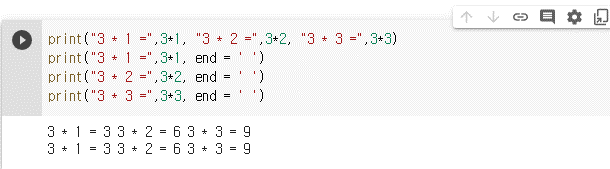 print("3 * 1 =",3*1, "3 * 2 =",3*2, "3 * 3 =",3*3)
print("3 * 1 =",3*1, end = ' ')
print("3 * 2 =",3*2, end = ' ')
print("3 * 3 =",3*3, end = ' ')
3 * 1 = 3 3 * 2 = 6 3 * 3 = 9
3 * 1 = 3 3 * 2 = 6 3 * 3 = 9